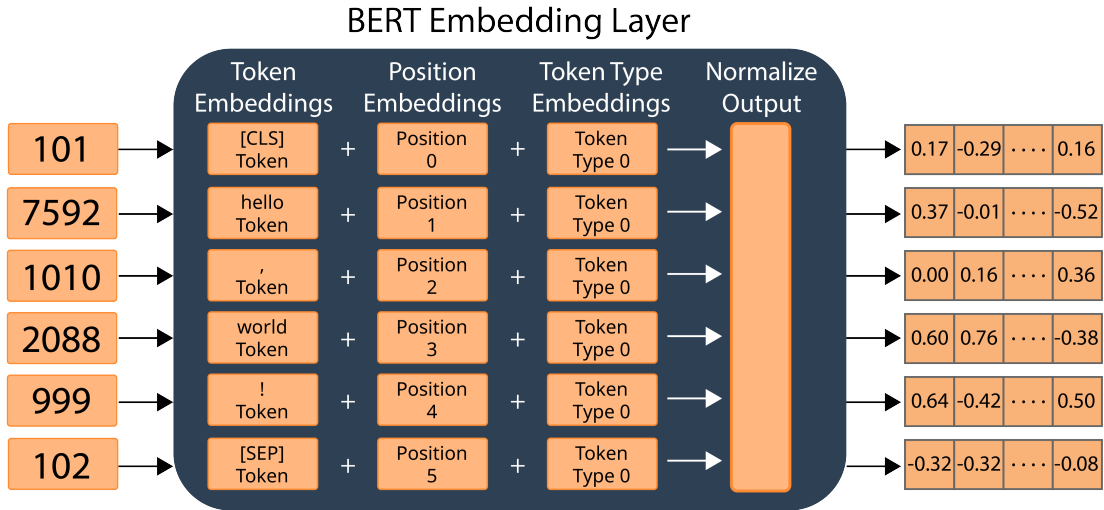 BERT Embedding Layer
Token Embeddings
Position Embeddings
Token Type Embeddings
Normalize Output
101
[CLS] Token
+
Position 0
+
Token Type 0
0.17 -0.29 .... 0.16
7592
hello Token
+
Position 1
+
Token Type 0
0.37 -0.01 .... -0.52
1010
, Token
+
Position 2
+
Token Type 0
0.00 0.16 .... 0.36
2088
world Token
+
Position 3
+
Token Type 0
0.60 0.76 .... -0.38
999
! Token
+
Position 4
+
Token Type 0
0.64 -0.42 .... 0.50
102
[SEP] Token
+
Position 5
+
Token Type 0
-0.32 -0.32 .... -0.08